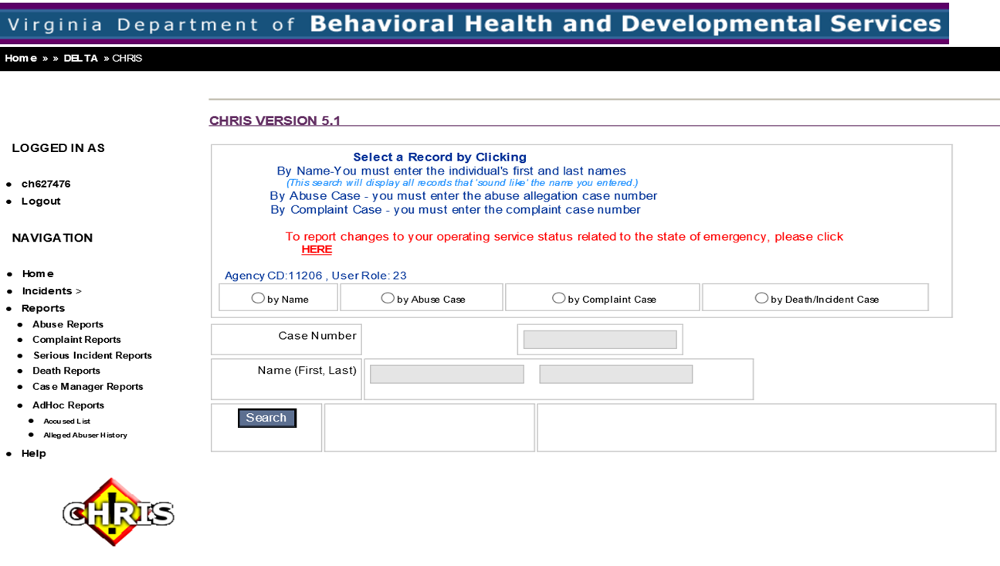 Virginia Department of Behavioral Health and Developmental Services
Home » » DELTA » CHRIS
CHRIS VERSION 5.1
LOGGED IN AS
ch627476
Logout
NAVIGATION
Home
Incidents >
Reports
Abuse Reports
Complaint Reports
Serious Incident Reports
Death Reports
Case Manager Reports
AdHoc Reports
Accused List
Alleged Abuser History
Help
CHRIS
Select a Record by Clicking
By Name-You must enter the individual's first and last names
(This search will display all records that 'sound like' the name you entered.)
By Abuse Case - you must enter the abuse allegation case number
By Complaint Case - you must enter the complaint case number
To report changes to your operating service status related to the state of emergency, please click
HERE
Agency CD:11206 , User Role: 23
by Name by Abuse Case by Complaint Case by Death/Incident Case
Case Number
Name (First, Last)
Search